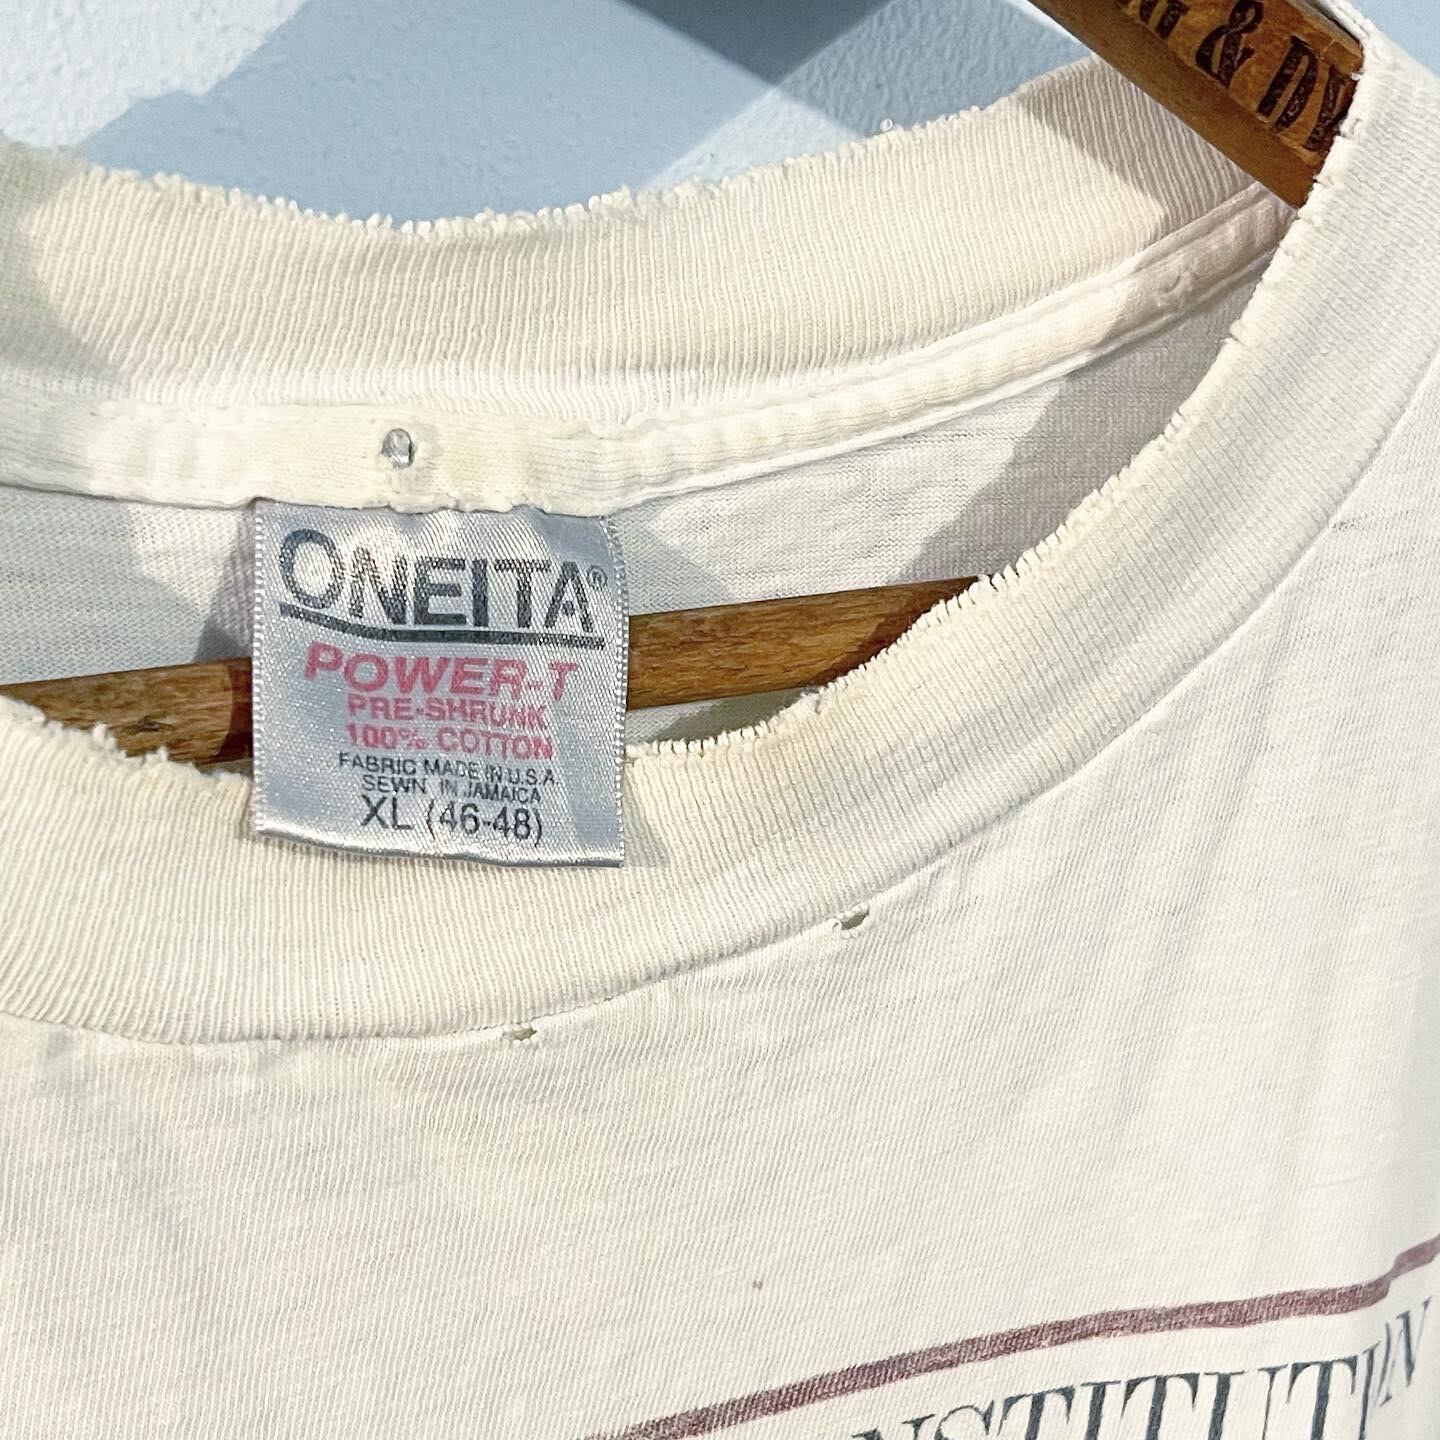 & 
ONEITA®
POWER-T
PRE-SHRUNK
100% COTTON
FABRIC MADE IN U.S.A.
SEWN IN JAMAICA
XL (46-48)